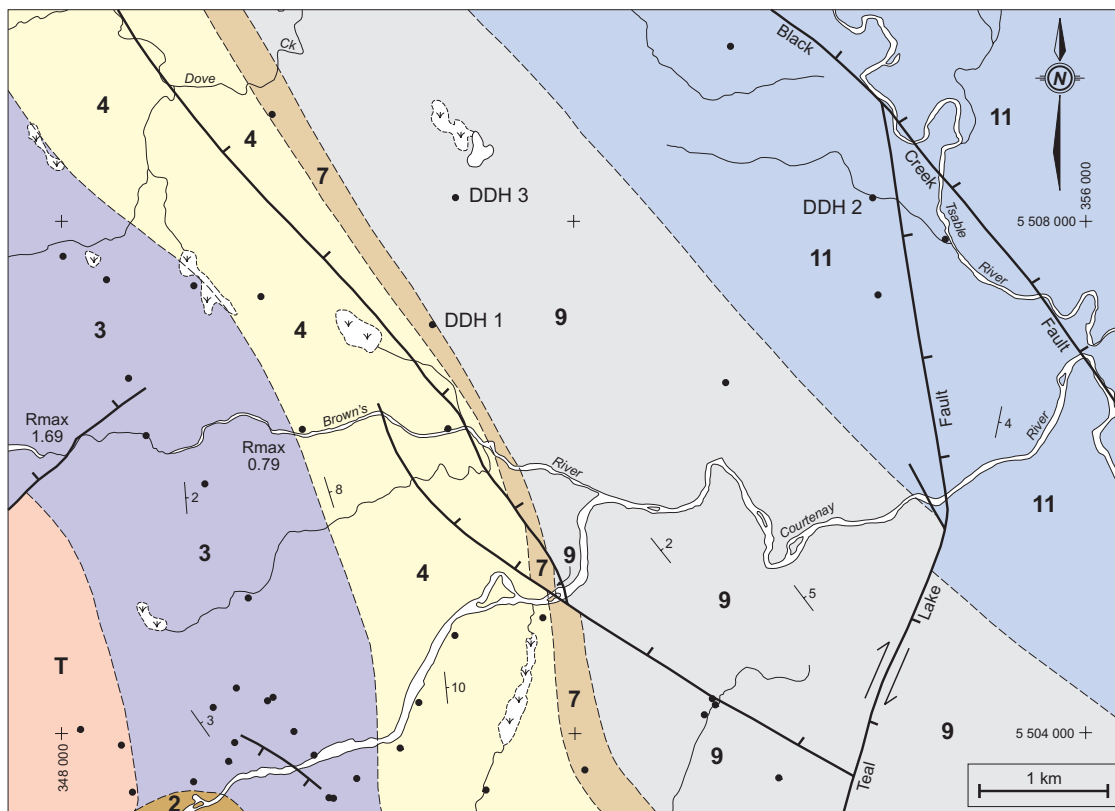 Black
Ck
N
Dove
4
11
4
7
Creek
356 000
DDH 3
DDH 2
Tsable
5 508 000
11
River
3
4
9
DDH 1
Fault
Brown's
Fault
Rmax
1.69
River
4
Rmax
0.79
River
2
8
Courtenay
11
3
9
2
4
7
9
5
Lake
T
10
7
3
348 000
9
9
5 504 000
Teal
1 km
2